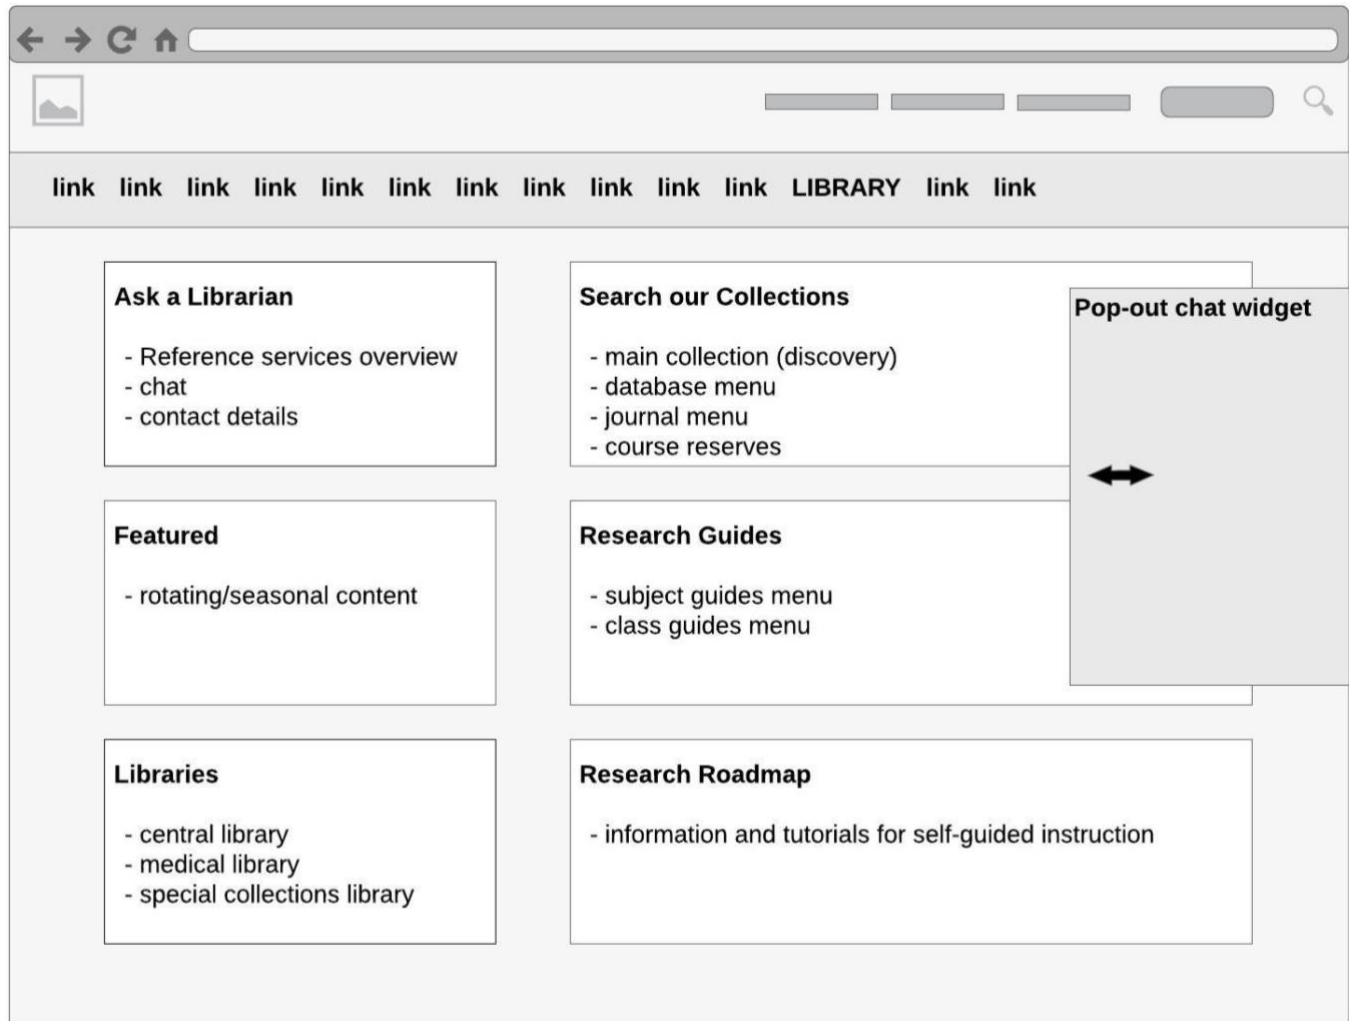 link link link link link link link link link link link LIBRARY link link
Ask a Librarian
- Reference services overview
- chat
- contact details
Search our Collections
- main collection (discovery)
- database menu
- journal menu
- course reserves
Pop-out chat widget
Featured
- rotating/seasonal content
Research Guides
- subject guides menu
- class guides menu
Libraries
- central library
- medical library
- special collections library
Research Roadmap
- information and tutorials for self-guided instruction